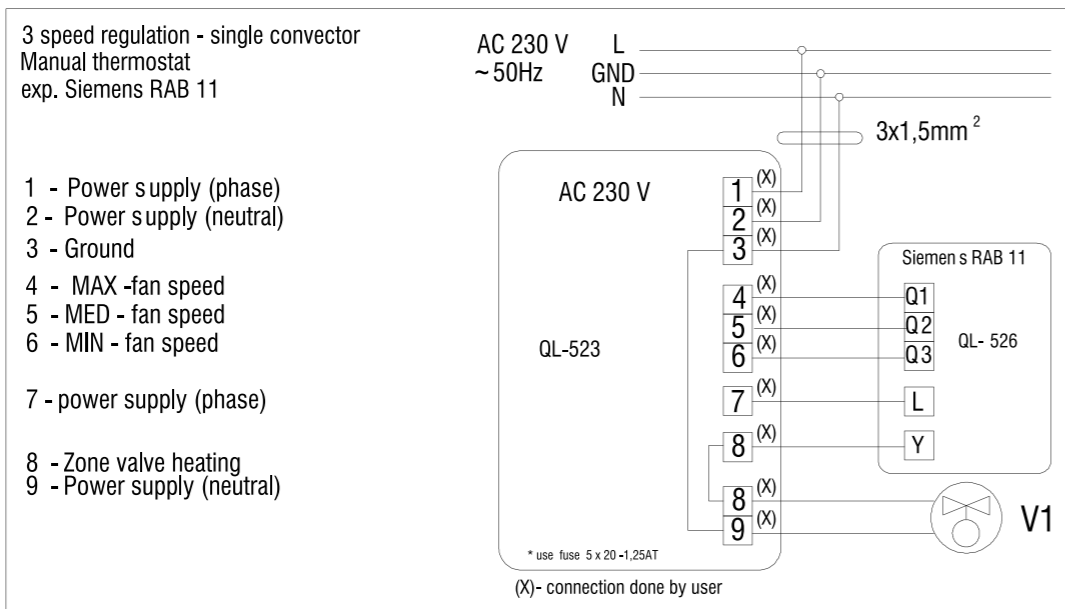 3 speed regulation - single convector
Manual thermostat
exp. Siemens RAB 11
1 - Power supply (phase)
2 - Power supply (neutral)
3 - Ground
4 - MAX -fan speed
5 - MED - fan speed
6 - MIN - fan speed
7 - power supply (phase)
8 - Zone valve heating
9 - Power supply (neutral)
AC 230 V L
~ 50Hz GND
N
3x1,5mm²
AC 230 V
1 (X)
2 (X)
3 (X)
4 (X)
5 (X)
6 (X)
7 (X)
8 (X)
8 (X)
9 (X)
QL-523
* use fuse 5 x 20 -1,25AT
(X)- connection done by user
Siemens RAB 11
Q1
Q2
Q3
QL- 526
L
Y
V1